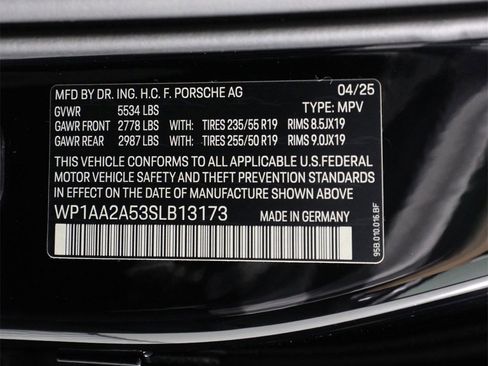 MFD BY DR. ING. H.C. F. PORSCHE AG 04/25
GVWR 5534 LBS TYPE: MPV
GAWR FRONT 2778 LBS WITH: TIRES 235/55 R19 RIMS 8.5JX19
GAWR REAR 2987 LBS WITH: TIRES 255/50 R19 RIMS 9.0JX19
THIS VEHICLE CONFORMS TO ALL APPLICABLE U.S.FEDERAL
MOTOR VEHICLE SAFETY AND THEFT PREVENTION STANDARDS
IN EFFECT ON THE DATE OF MANUFACTURE SHOWN ABOVE
WP1AA2A53SLB13173 MADE IN GERMANY
95B.010.016.BF